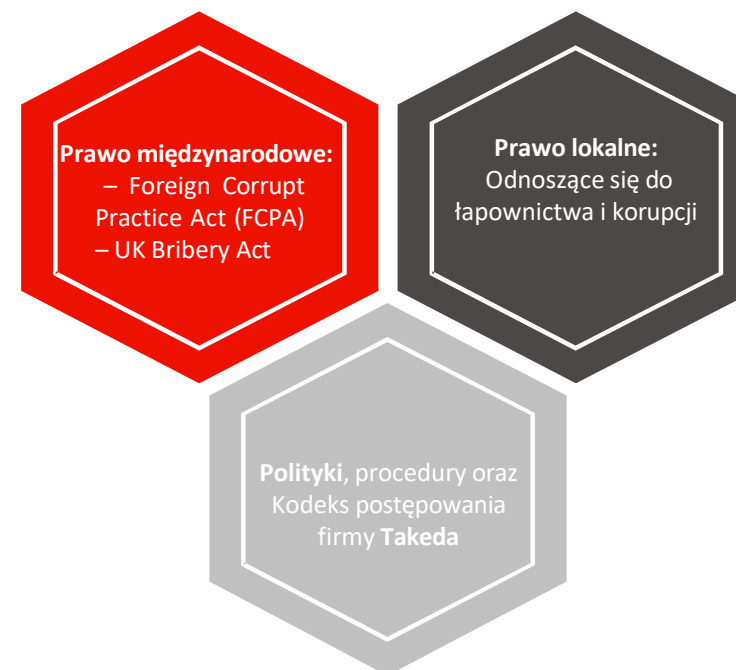 Prawo międzynarodowe:
– Foreign Corrupt
Practice Act (FCPA)
– UK Bribery Act
Prawo lokalne:
Odnoszące się do
łapownictwa i korupcji
Polityki, procedury oraz
Kodeks postępowania
firmy Takeda